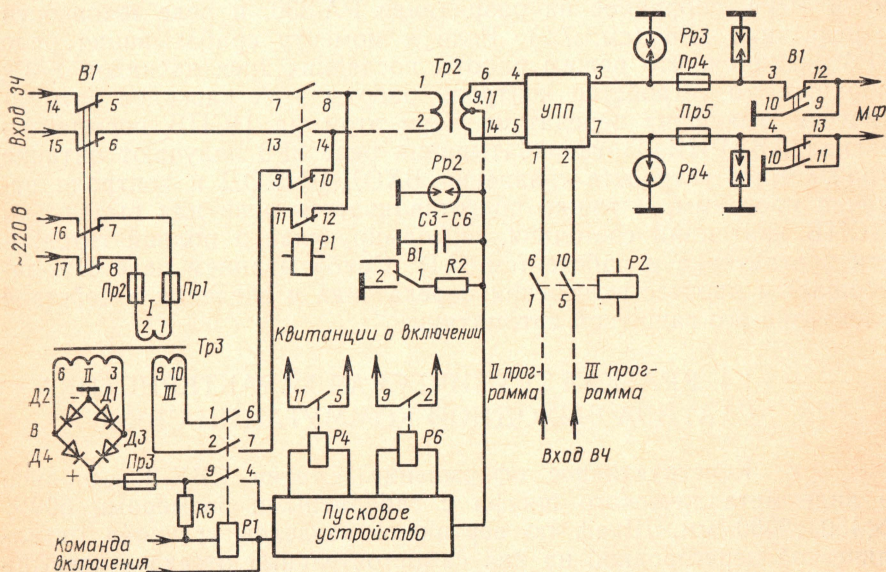 В1
Вход ЗЧ
14
5
7
8
15
6
13
14
9
10
11
12
Р1
~ 220 В
16
7
17
8
Пр2
Пр1
I
2 1
Тр3
6
II
3
9 10
III
Д2
Д1
В
Д3
Д4
–
+
Пр3
R3
1
6
2
7
9
4
Р1
Команда
включения
Пусковое
устройство
Квитанции о включении
11
5
9
2
Р4
Р6
Тр2
1
2
6
9,11
14
Рр2
С3–С6
В1
2
1
R2
4
5
УПП
3
7
1
2
6
10
1
5
Р2
II прог-
рамма
III прог-
рамма
Вход ВЧ
Рр3
Пр4
В1
3
12
10
9
Пр5
МФ
4
13
10
11
Рр4